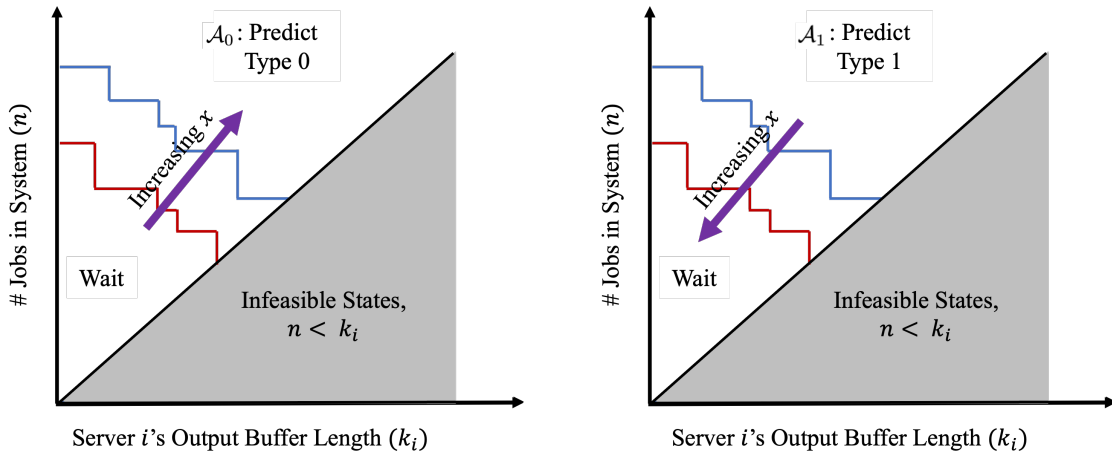 𝒜₀: Predict
Type 0
# Jobs in System (n)
Increasing x
Wait
Infeasible States,
n < kᵢ
Server i's Output Buffer Length (kᵢ)
𝒜₁: Predict
Type 1
# Jobs in System (n)
Increasing x
Wait
Infeasible States,
n < kᵢ
Server i's Output Buffer Length (kᵢ)